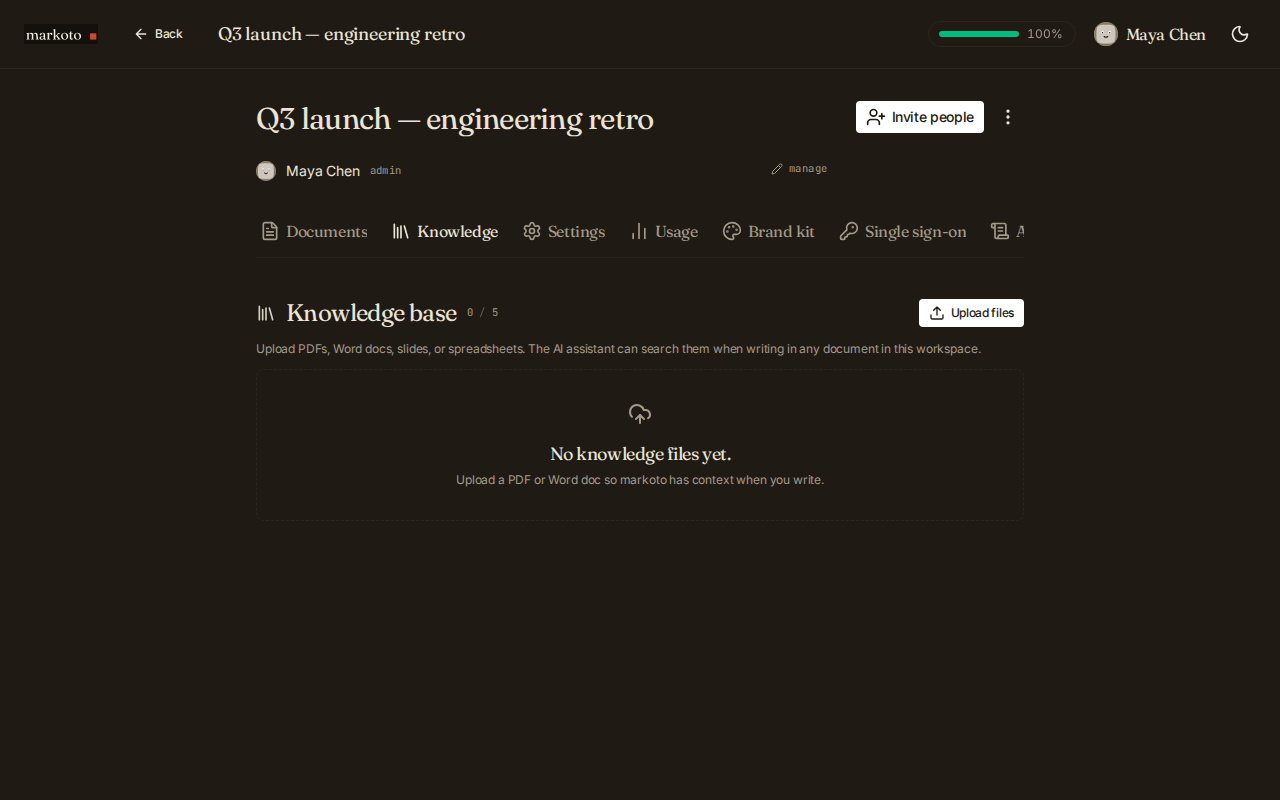 markoto
Back
Q3 launch — engineering retro
100%
Maya Chen
Q3 launch — engineering retro
Invite people
Maya Chen admin
manage
Documents
Knowledge
Settings
Usage
Brand kit
Single sign-on
Knowledge base 0 / 5
Upload files
Upload PDFs, Word docs, slides, or spreadsheets. The AI assistant can search them when writing in any document in this workspace.
No knowledge files yet.
Upload a PDF or Word doc so markoto has context when you write.